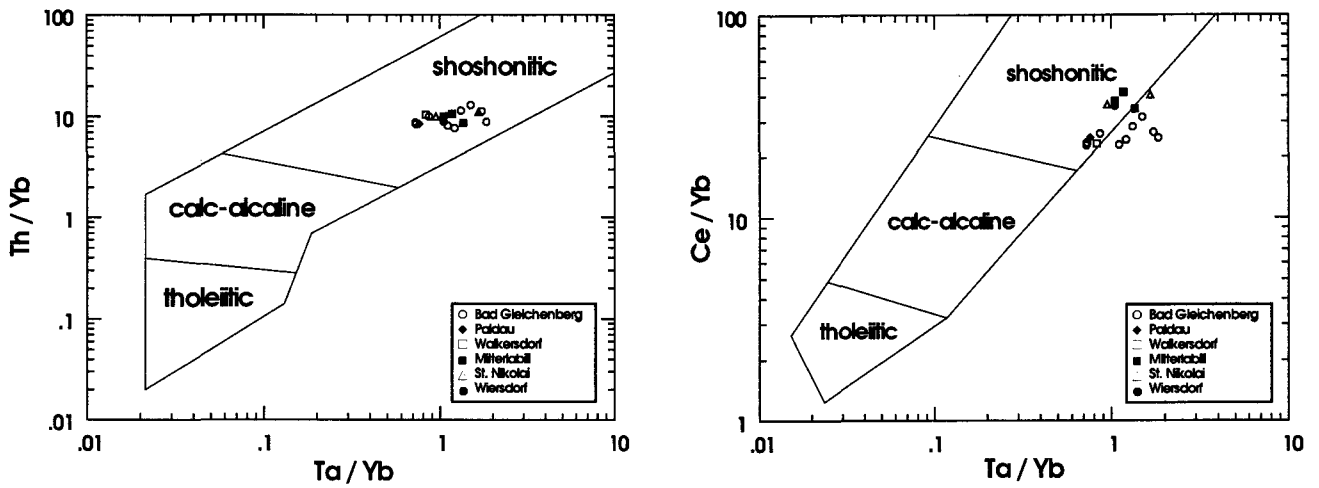 100
10
1
.1
.01
Th / Yb
shoshonitic
calc-alcaline
tholeiitic
Bad Gleichenberg
Paldau
Walkersdorf
Mitterlabill
St. Nikolai
Wiersdorf
.01 .1 1 10
Ta / Yb
100
10
1
Ce / Yb
shoshonitic
calc-alcaline
tholeiitic
Bad Gleichenberg
Paldau
Walkersdorf
Mitterlabill
St. Nikolai
Wiersdorf
.01 .1 1 10
Ta / Yb